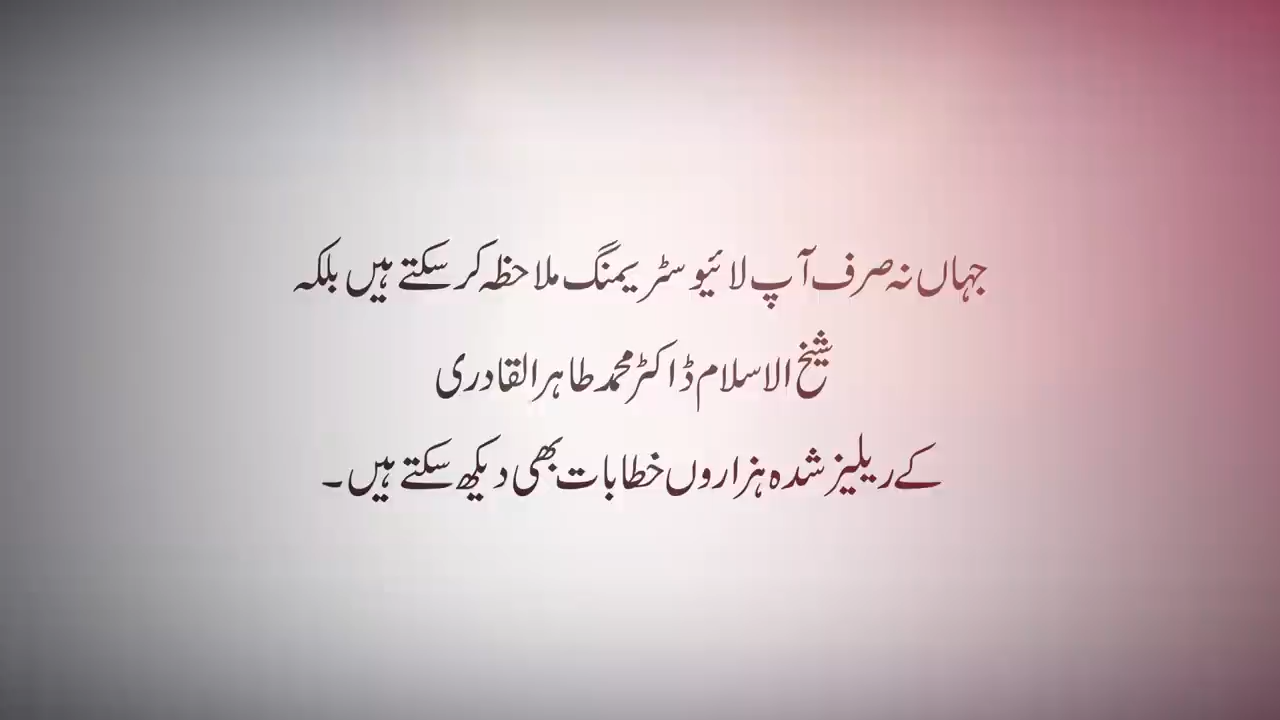 جہاں نہ صرف آپ لائیو سٹریمنگ ملاحظہ کر سکتے ہیں بلکہ
شیخ الاسلام ڈاکٹر محمد طاہر القادری
کے ریلیز شدہ ہزاروں خطابات بھی دیکھ سکتے ہیں۔